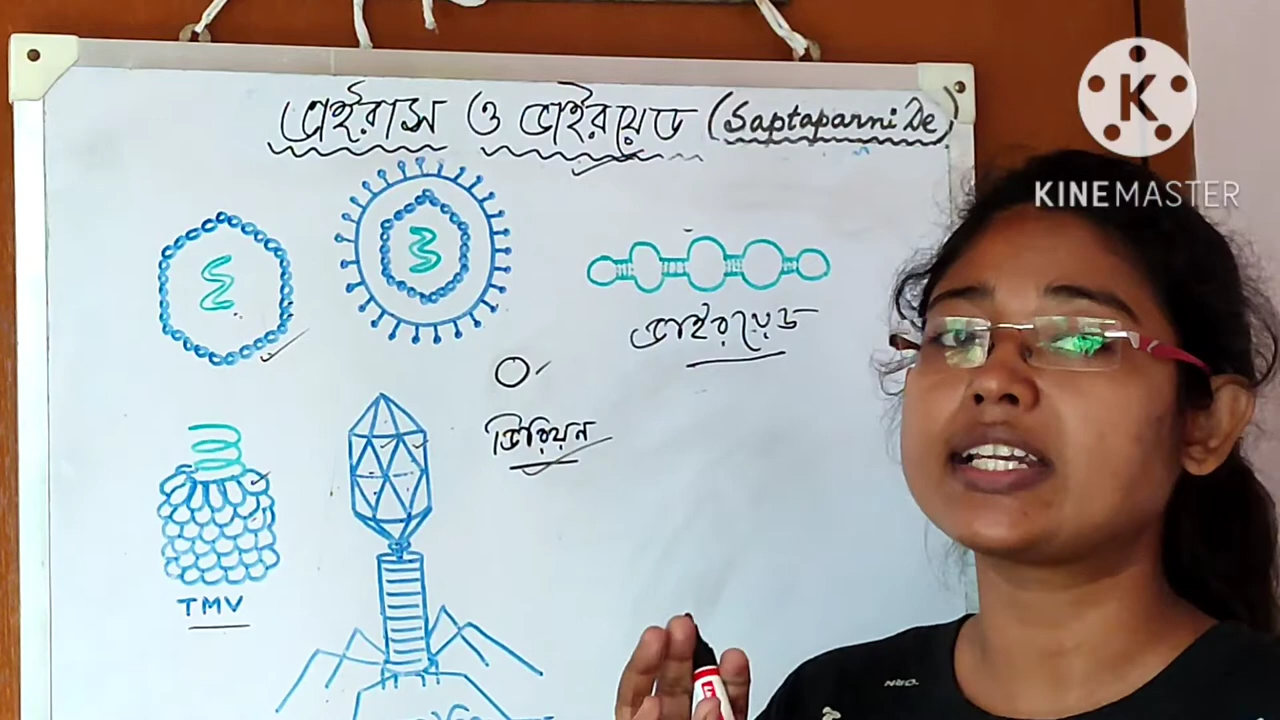 ভাইরাস ও ভাইরয়েড (Saptaparni De)
ভাইরয়েড
ভিরিয়ন
TMV
K
KINEMASTER